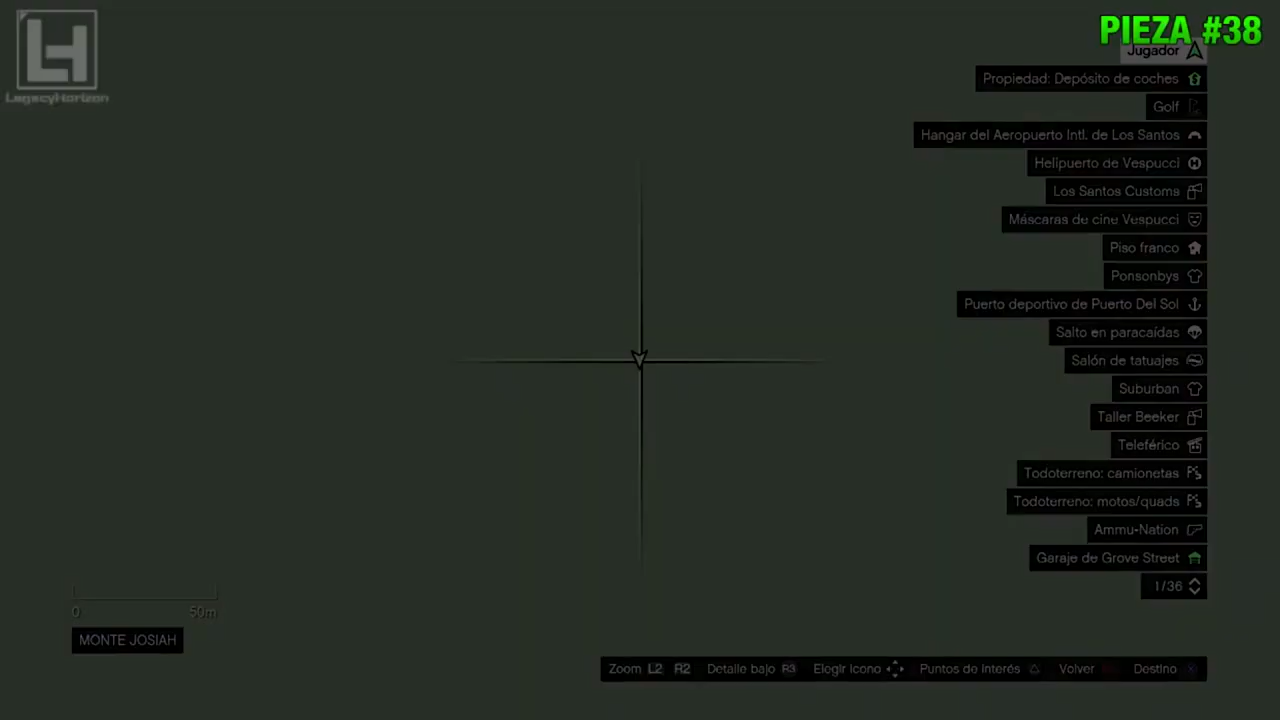 LegacyHorizon
PIEZA #38
Jugador
Propiedad: Depósito de coches
Golf
Hangar del Aeropuerto Intl. de Los Santos
Helipuerto de Vespucci
Los Santos Customs
Máscaras de cine Vespucci
Piso franco
Ponsonbys
Puerto deportivo de Puerto Del Sol
Salto en paracaídas
Salón de tatuajes
Suburban
Taller Beeker
Teleférico
Todoterreno: camionetas
Todoterreno: motos/quads
Ammu-Nation
Garaje de Grove Street
1/36
0 50m
MONTE JOSIAH
Zoom L2 R2 Detalle bajo R3 Elegir icono Puntos de interés Volver Destino